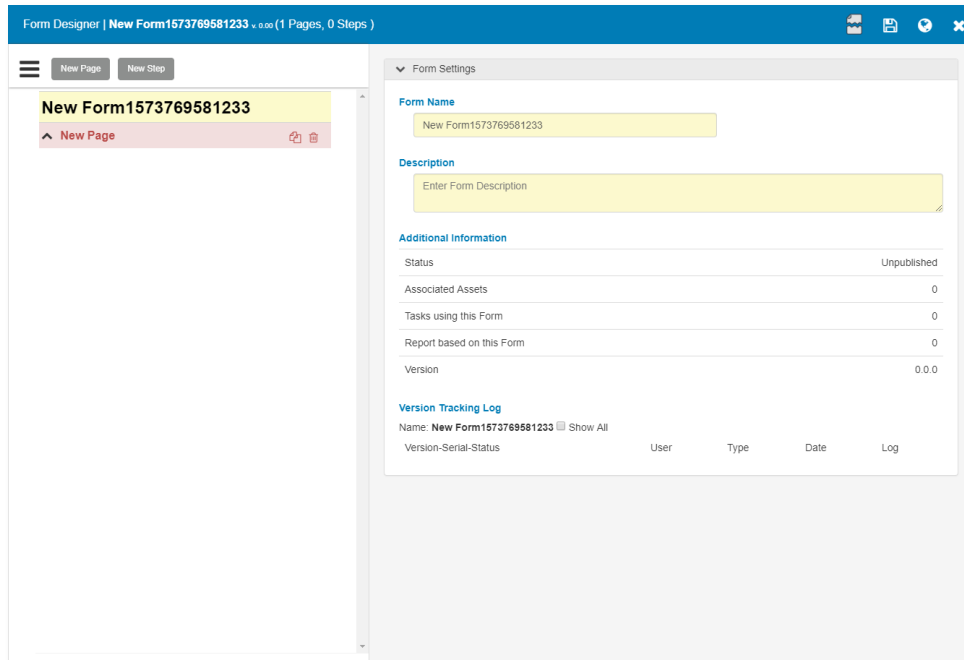 Form Designer | New Form1573769581233 v. 0.00 (1 Pages, 0 Steps )
New Page New Step
New Form1573769581233
New Page
Form Settings
Form Name
New Form1573769581233
Description
Enter Form Description
Additional Information
Status Unpublished
Associated Assets 0
Tasks using this Form 0
Report based on this Form 0
Version 0.0.0
Version Tracking Log
Name: New Form1573769581233 Show All
Version-Serial-Status User Type Date Log